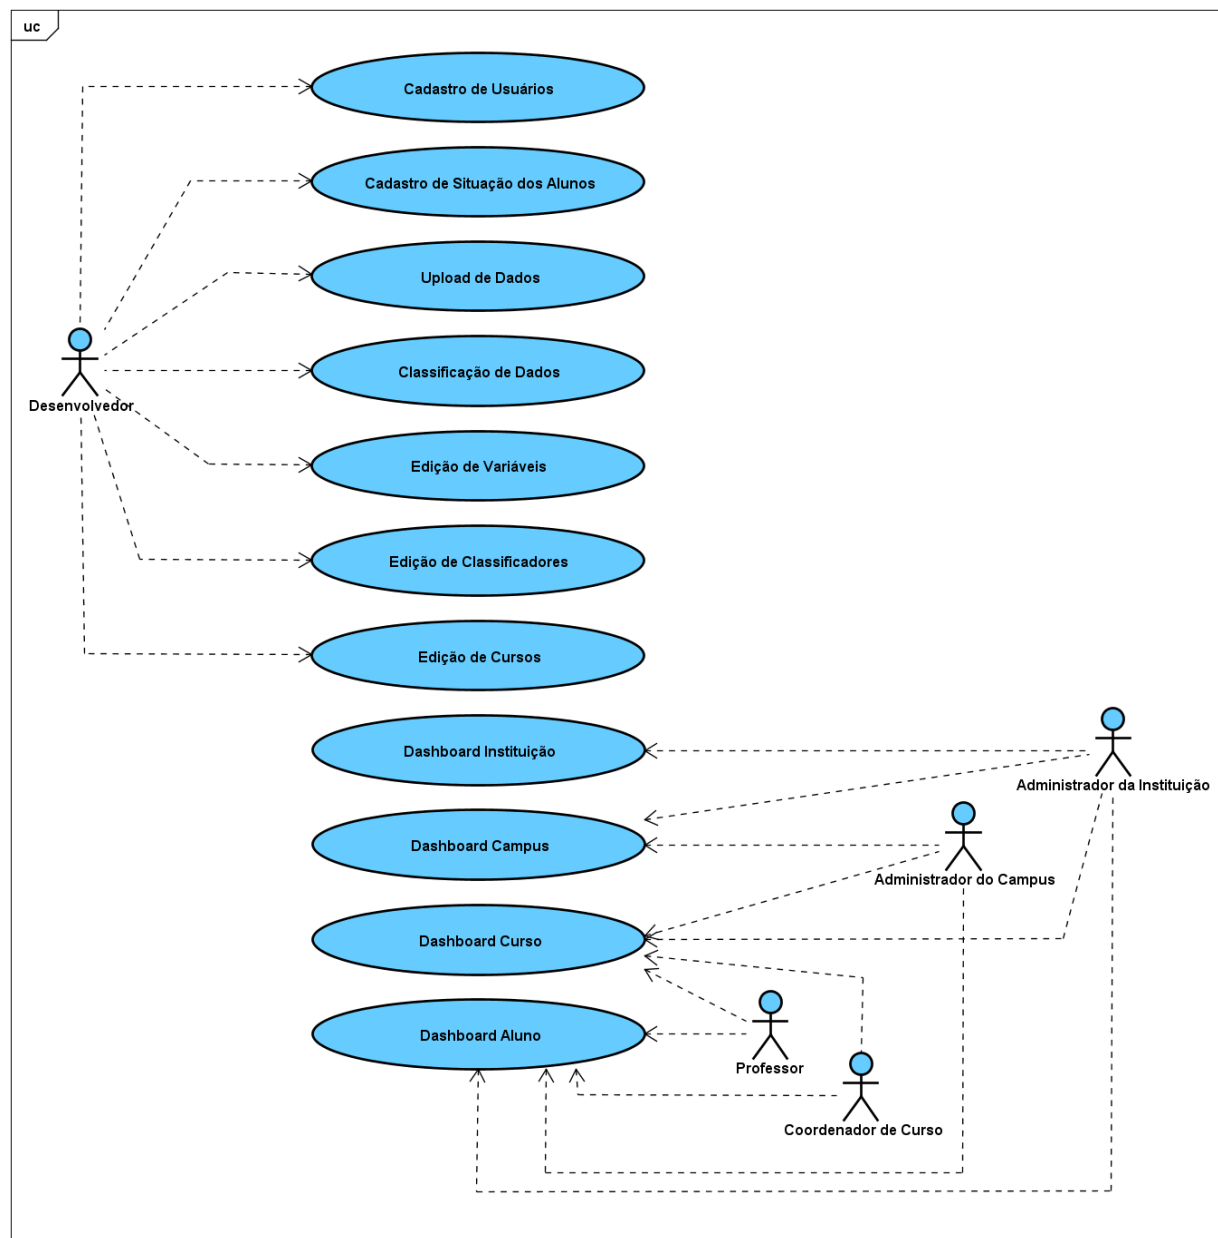 uc
Cadastro de Usuários
Cadastro de Situação dos Alunos
Upload de Dados
Classificação de Dados
Desenvolvedor
Edição de Variáveis
Edição de Classificadores
Edição de Cursos
Dashboard Instituição
Administrador da Instituição
Dashboard Campus
Administrador do Campus
Dashboard Curso
Dashboard Aluno
Professor
Coordenador de Curso